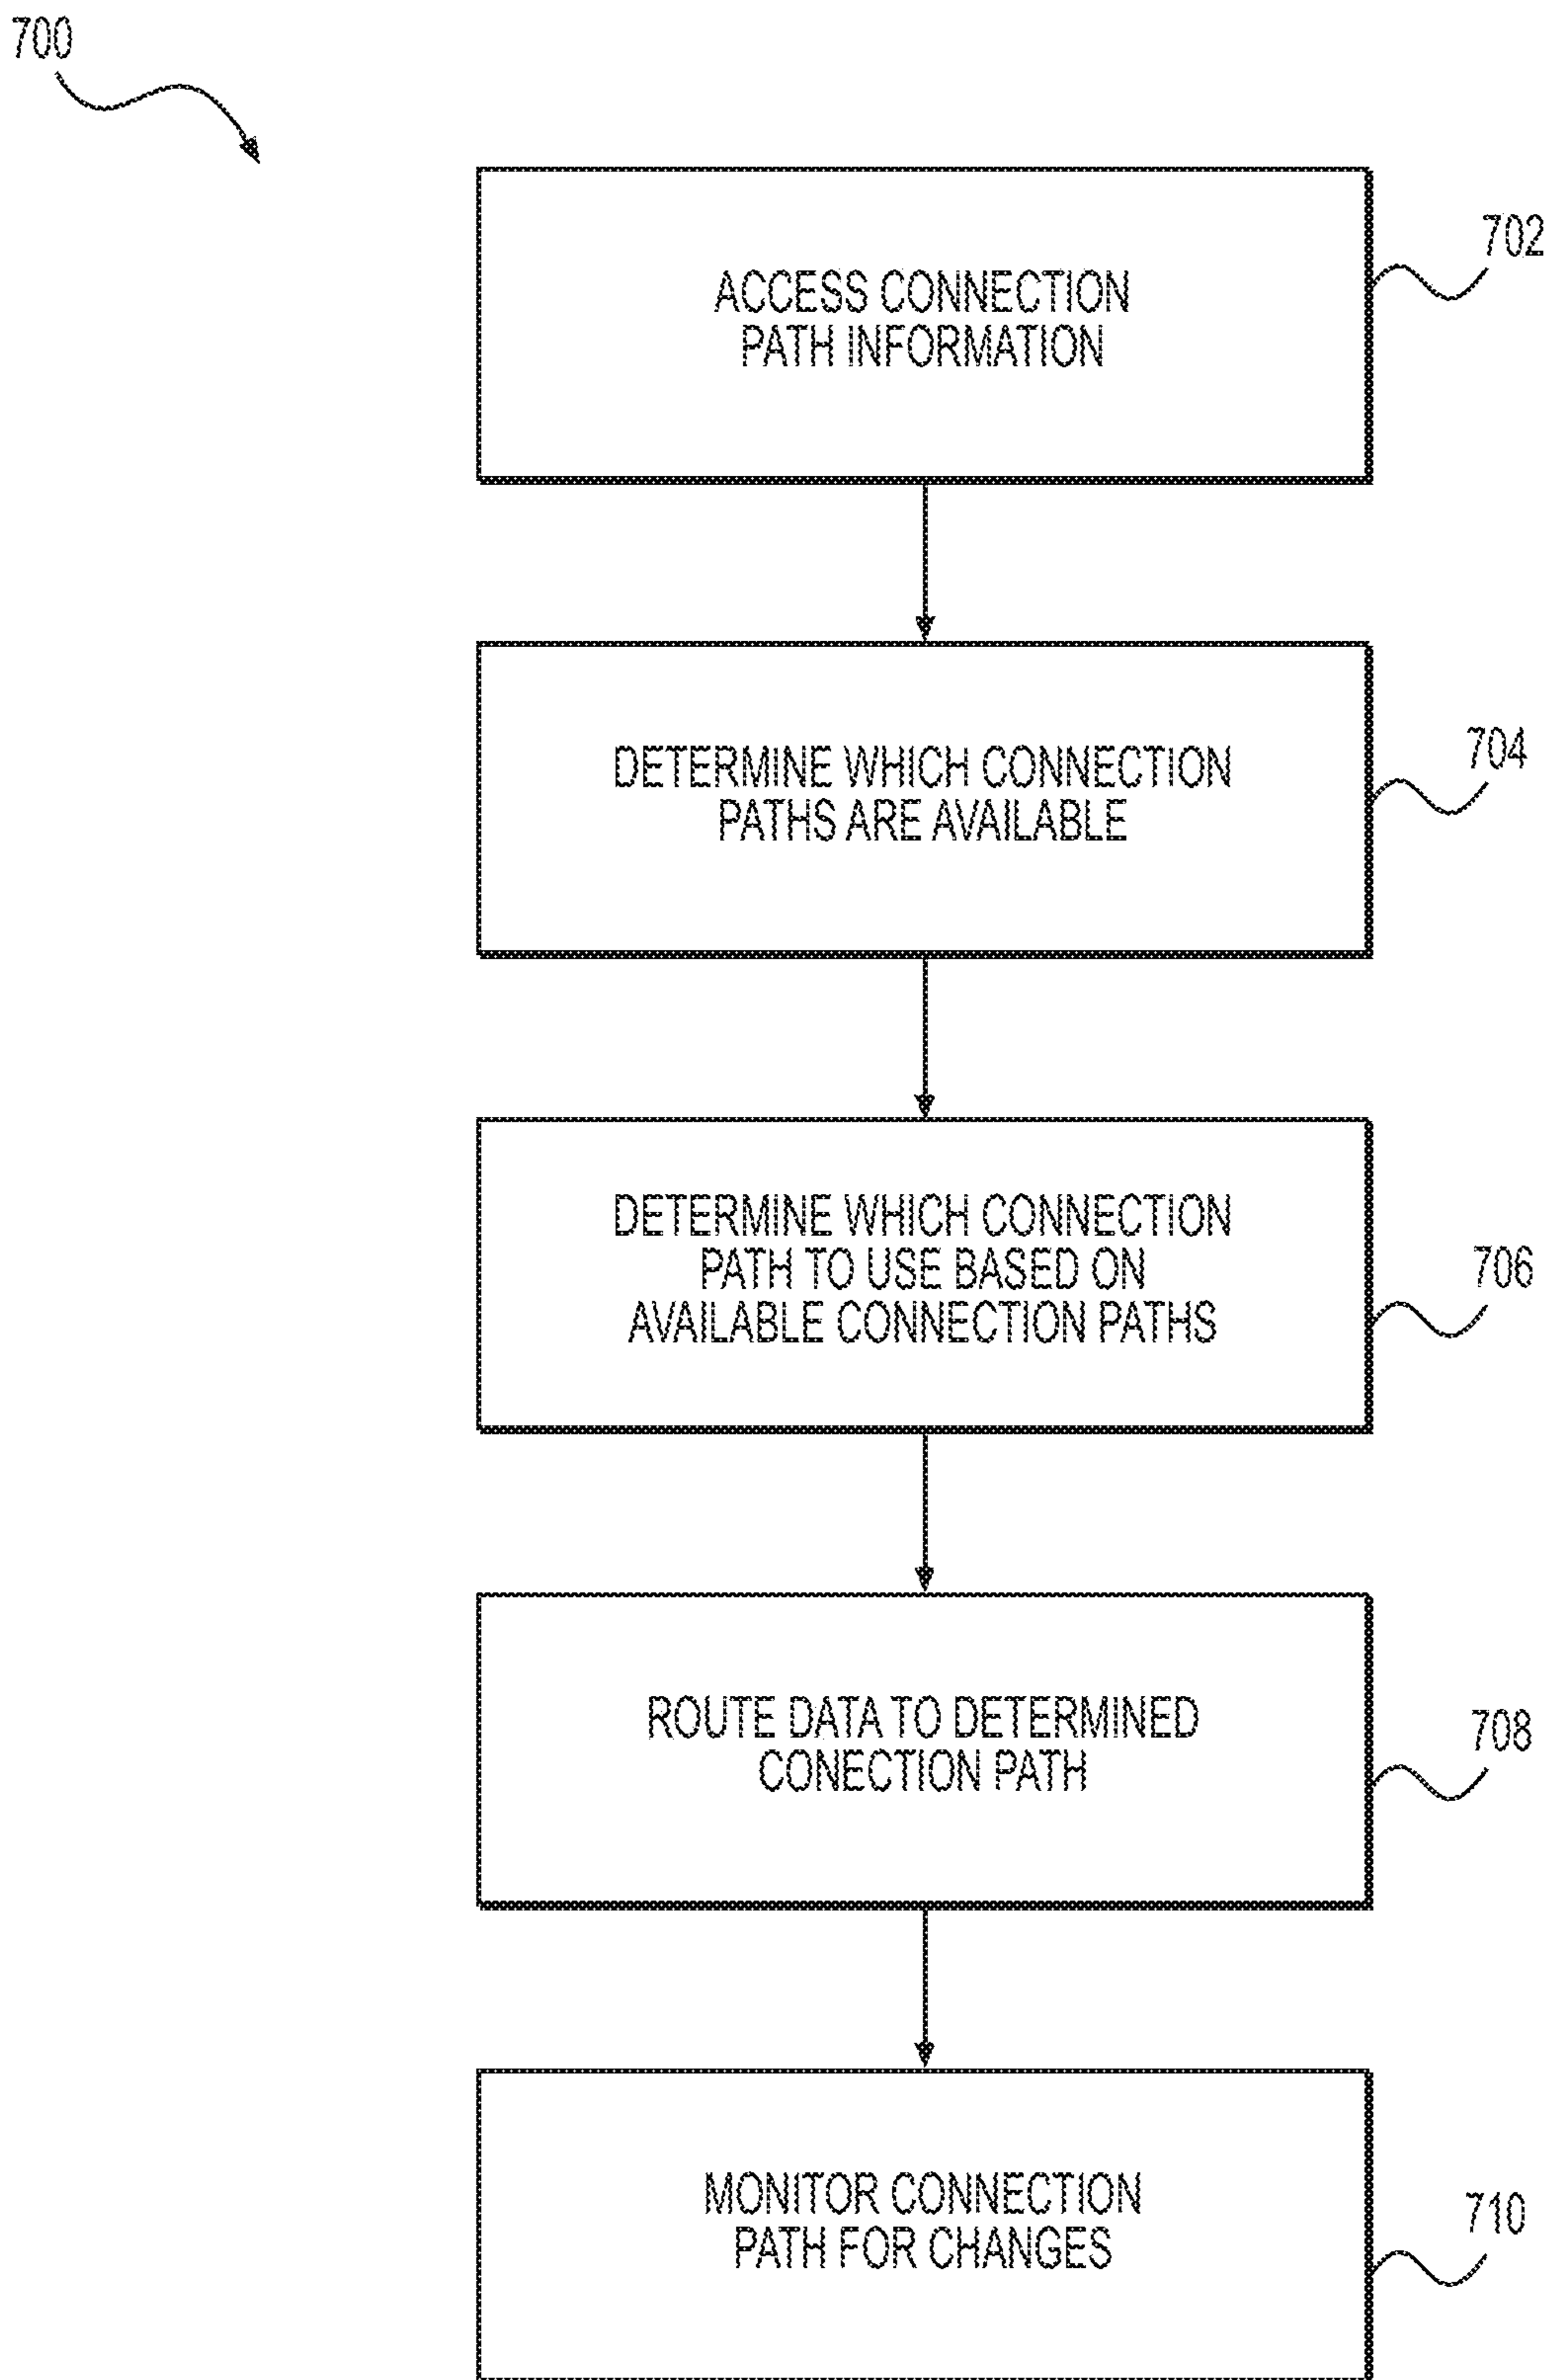 700
702
ACCESS CONNECTION
PATH INFORMATION
704
DETERMINE WHICH CONNECTION
PATHS ARE AVAILABLE
706
DETERMINE WHICH CONNECTION
PATH TO USE BASED ON
AVAILABLE CONNECTION PATHS
708
ROUTE DATA TO DETERMINED
CONECTION PATH
710
MONITOR CONNECTION
PATH FOR CHANGES